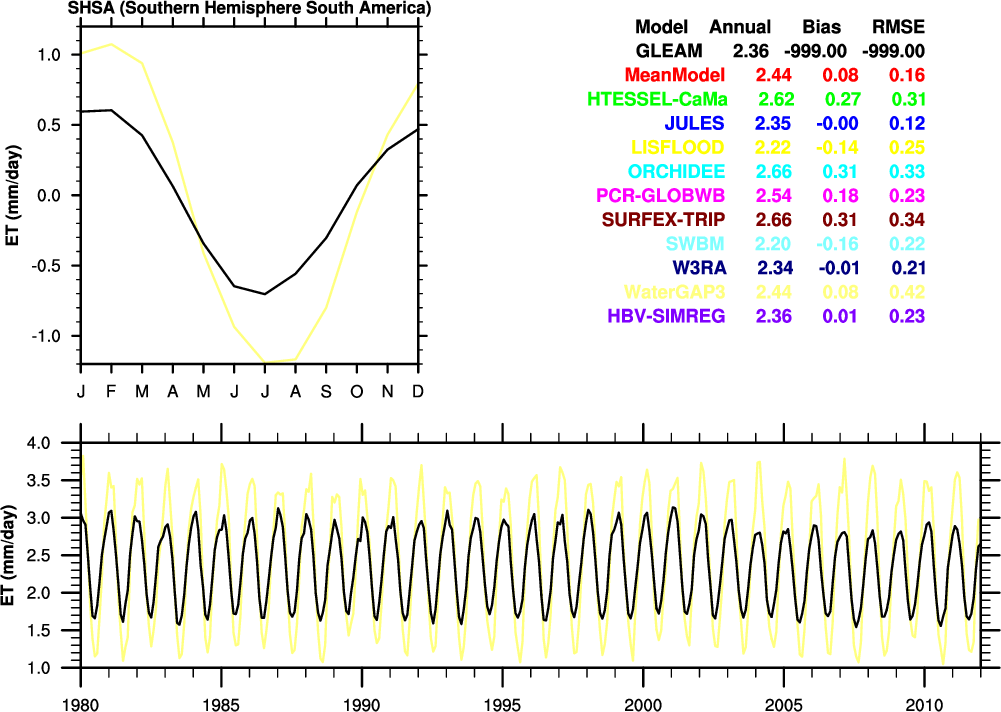 SHSA (Southern Hemisphere South America)
Model Annual Bias RMSE
GLEAM 2.36 -999.00 -999.00
MeanModel 2.44 0.08 0.16
HTESSEL-CaMa 2.62 0.27 0.31
JULES 2.35 -0.00 0.12
LISFLOOD 2.22 -0.14 0.25
ORCHIDEE 2.66 0.31 0.33
PCR-GLOBWB 2.54 0.18 0.23
SURFEX-TRIP 2.66 0.31 0.34
SWBM 2.20 -0.16 0.22
W3RA 2.34 -0.01 0.21
WaterGAP3 2.44 0.08 0.42
HBV-SIMREG 2.36 0.01 0.23
ET (mm/day)
1.0
0.5
0.0
-0.5
-1.0
J F M A M J J A S O N D
ET (mm/day)
4.0
3.5
3.0
2.5
2.0
1.5
1.0
1980 1985 1990 1995 2000 2005 2010